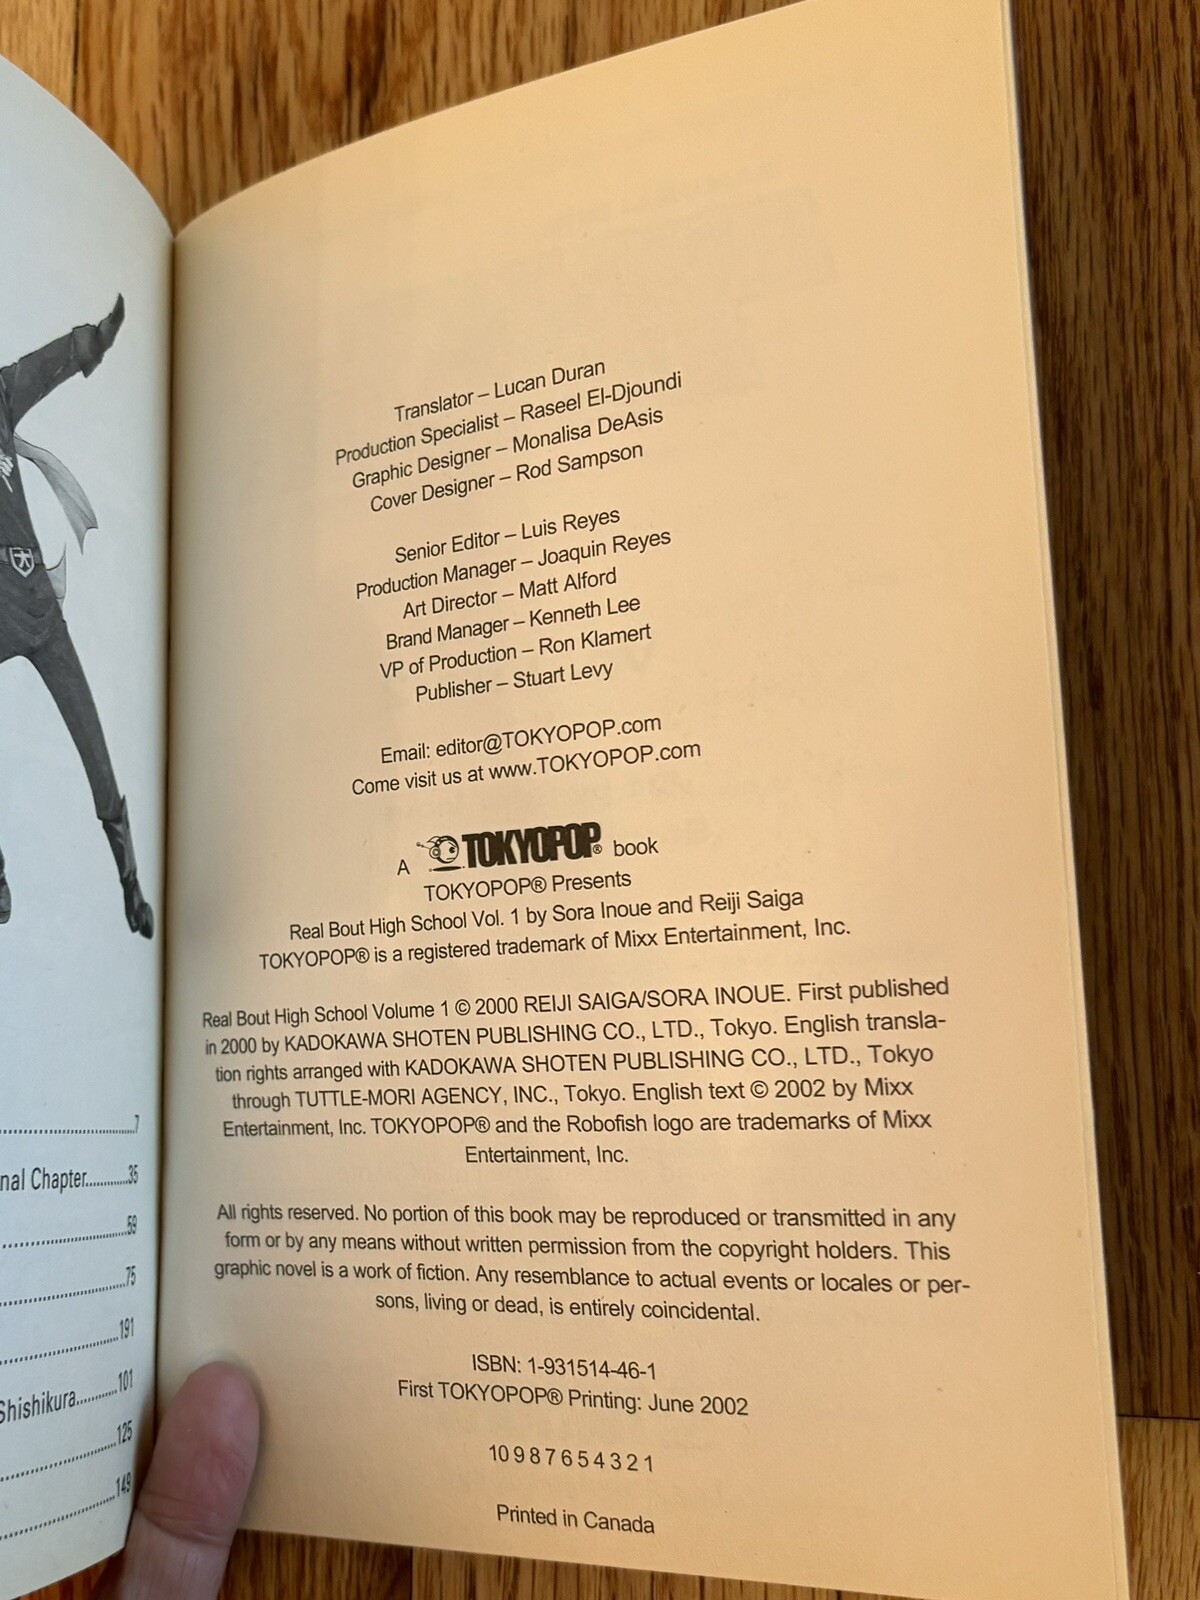 7
nal Chapter............35
59
75
191
Shishikura............101
125
149
Translator – Lucan Duran
Production Specialist – Raseel El-Djoundi
Graphic Designer – Monalisa DeAsis
Cover Designer – Rod Sampson
Senior Editor – Luis Reyes
Production Manager – Joaquin Reyes
Art Director – Matt Alford
Brand Manager – Kenneth Lee
VP of Production – Ron Klamert
Publisher – Stuart Levy
Email: editor@TOKYOPOP.com
Come visit us at www.TOKYOPOP.com
A TOKYOPOP® book
TOKYOPOP® Presents
Real Bout High School Vol. 1 by Sora Inoue and Reiji Saiga
TOKYOPOP® is a registered trademark of Mixx Entertainment, Inc.
Real Bout High School Volume 1 © 2000 REIJI SAIGA/SORA INOUE. First published
in 2000 by KADOKAWA SHOTEN PUBLISHING CO., LTD., Tokyo. English transla-
tion rights arranged with KADOKAWA SHOTEN PUBLISHING CO., LTD., Tokyo
through TUTTLE-MORI AGENCY, INC., Tokyo. English text © 2002 by Mixx
Entertainment, Inc. TOKYOPOP® and the Robofish logo are trademarks of Mixx
Entertainment, Inc.
All rights reserved. No portion of this book may be reproduced or transmitted in any
form or by any means without written permission from the copyright holders. This
graphic novel is a work of fiction. Any resemblance to actual events or locales or per-
sons, living or dead, is entirely coincidental.
ISBN: 1-931514-46-1
First TOKYOPOP® Printing: June 2002
10 9 8 7 6 5 4 3 2 1
Printed in Canada